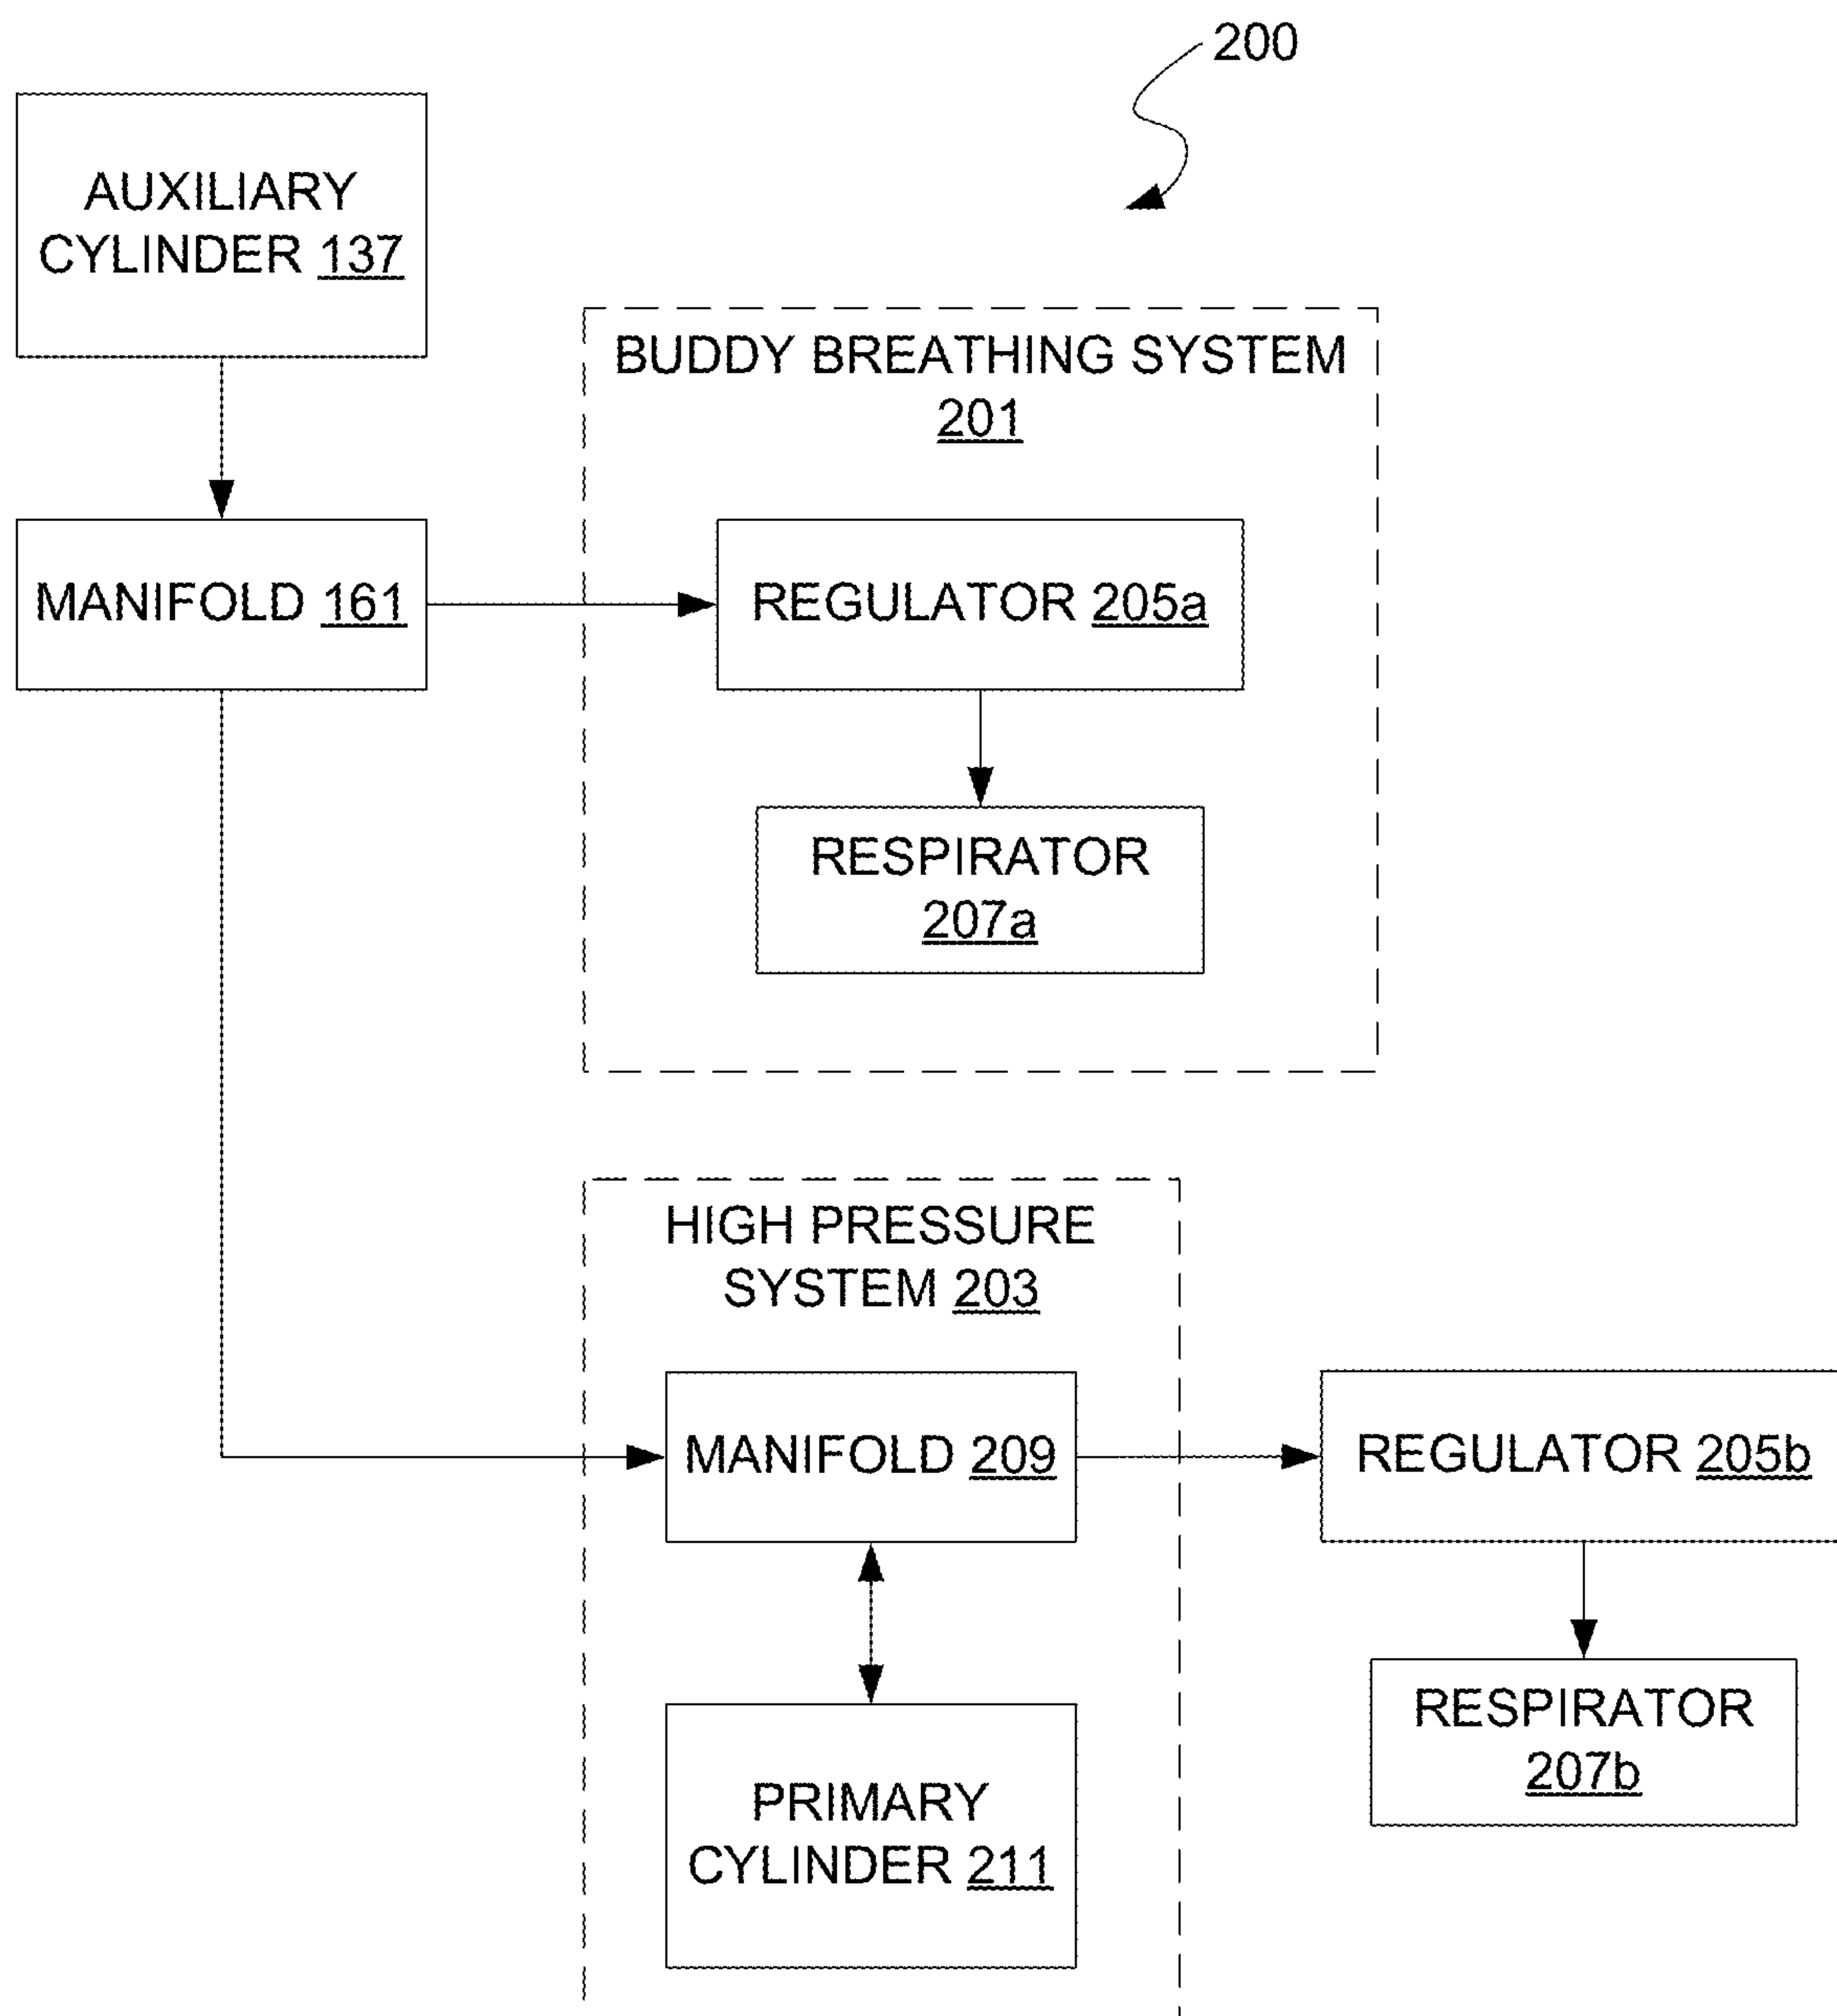 200
AUXILIARY
CYLINDER 137
BUDDY BREATHING SYSTEM
201
MANIFOLD 161
REGULATOR 205a
RESPIRATOR
207a
HIGH PRESSURE
SYSTEM 203
MANIFOLD 209
REGULATOR 205b
RESPIRATOR
207b
PRIMARY
CYLINDER 211